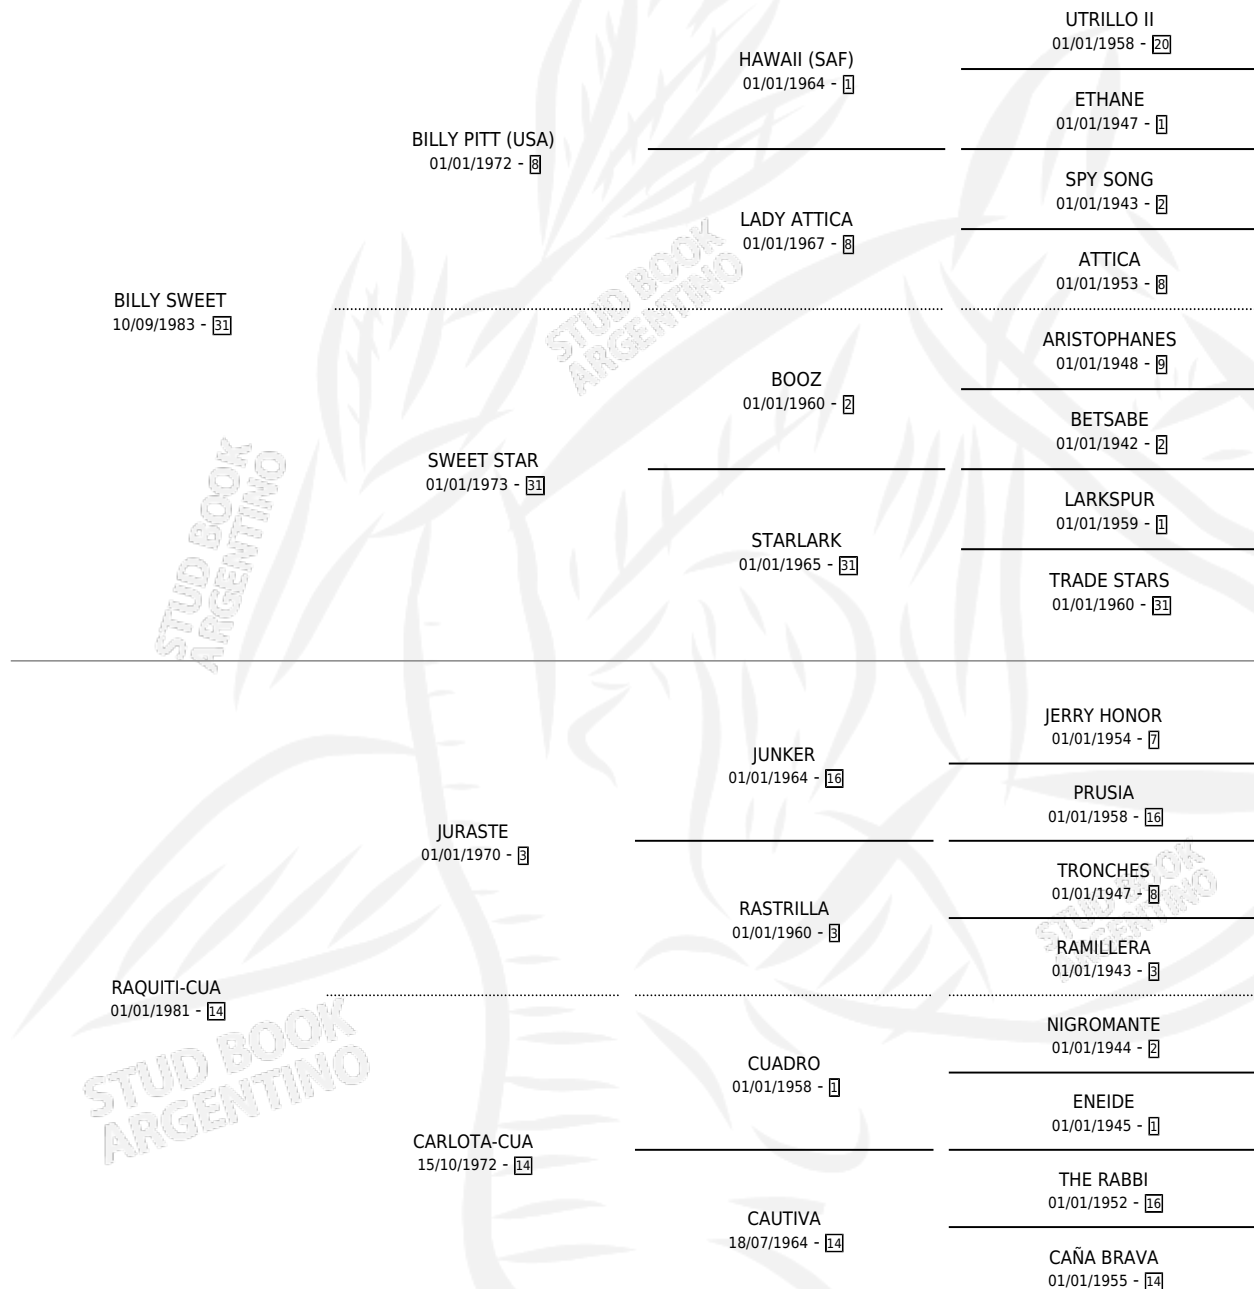 UTRILLO II
01/01/1958 - 20
HAWAII (SAF)
01/01/1964 - 1
ETHANE
01/01/1947 - 1
BILLY PITT (USA)
01/01/1972 - 8
SPY SONG
01/01/1943 - 2
LADY ATTICA
01/01/1967 - 8
ATTICA
01/01/1953 - 8
BILLY SWEET
10/09/1983 - 31
STUD BOOK
ARGENTINO
ARISTOPHANES
01/01/1948 - 9
BOOZ
01/01/1960 - 2
BETSABE
01/01/1942 - 2
SWEET STAR
01/01/1973 - 31
LARKSPUR
01/01/1959 - 1
STARLARK
01/01/1965 - 31
TRADE STARS
01/01/1960 - 31
STUD BOOK
ARGENTINO
JERRY HONOR
01/01/1954 - 7
JUNKER
01/01/1964 - 16
PRUSIA
01/01/1958 - 16
JURASTE
01/01/1970 - 3
TRONCHES
01/01/1947 - 8
RASTRILLA
01/01/1960 - 3
STUD BOOK
ARGENTINO
RAMILLERA
01/01/1943 - 3
RAQUITI-CUA
01/01/1981 - 14
NIGROMANTE
01/01/1944 - 2
STUD BOOK
ARGENTINO
CUADRO
01/01/1958 - 1
ENEIDE
01/01/1945 - 1
CARLOTA-CUA
15/10/1972 - 14
THE RABBI
01/01/1952 - 16
CAUTIVA
18/07/1964 - 14
CAÑA BRAVA
01/01/1955 - 14